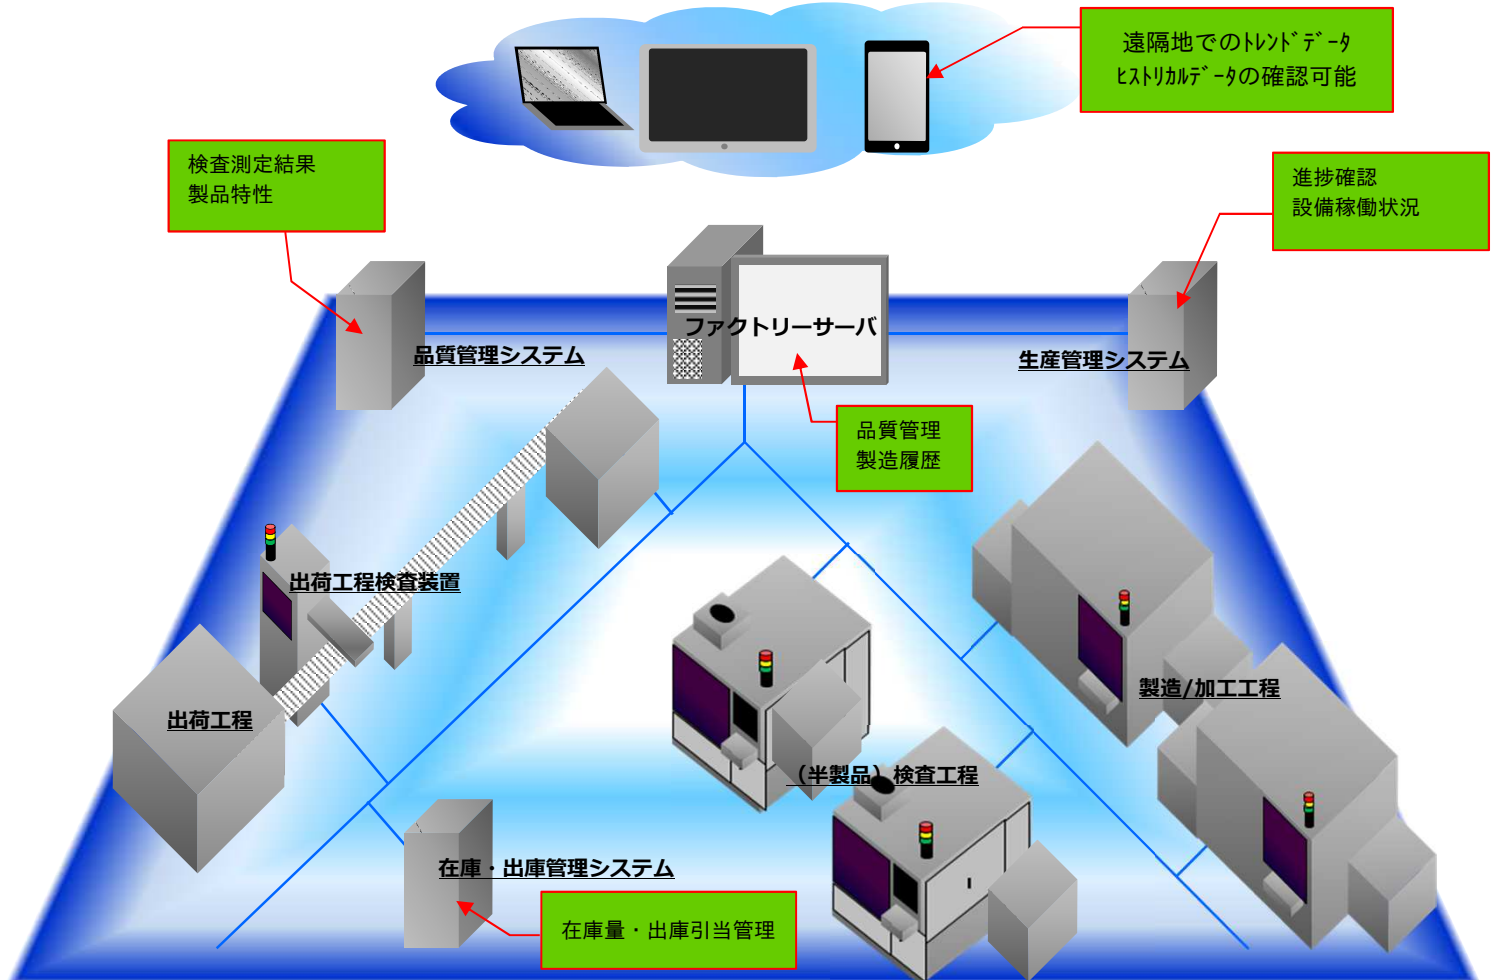 遠隔地でのﾄﾚﾝﾄﾞﾃﾞｰﾀ
ﾋｽﾄﾘｶﾙﾃﾞｰﾀの確認可能
検査測定結果
製品特性
進捗確認
設備稼働状況
ファクトリーサーバ
品質管理システム
生産管理システム
品質管理
製造履歴
出荷工程検査装置
製造/加工工程
出荷工程
（半製品）検査工程
在庫・出庫管理システム
在庫量・出庫引当管理